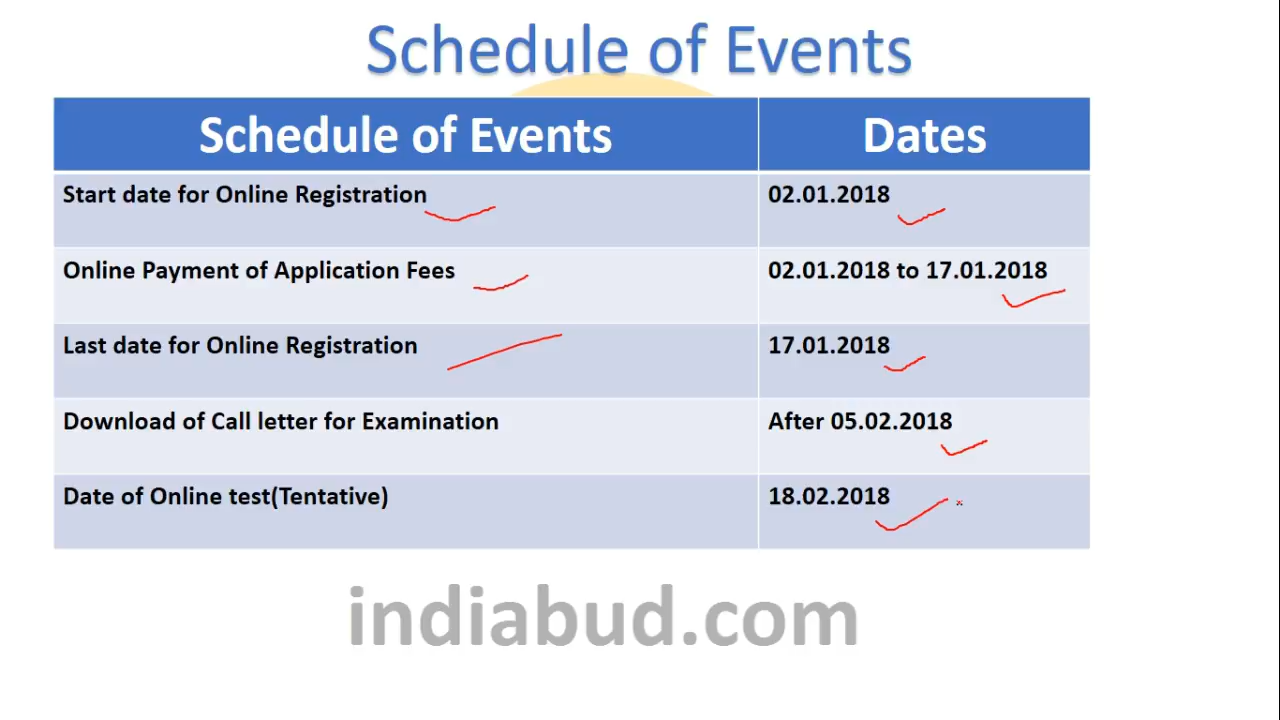 Schedule of Events
Schedule of Events Dates
Start date for Online Registration 02.01.2018
Online Payment of Application Fees 02.01.2018 to 17.01.2018
Last date for Online Registration 17.01.2018
Download of Call letter for Examination After 05.02.2018
Date of Online test(Tentative) 18.02.2018
indiabud.com